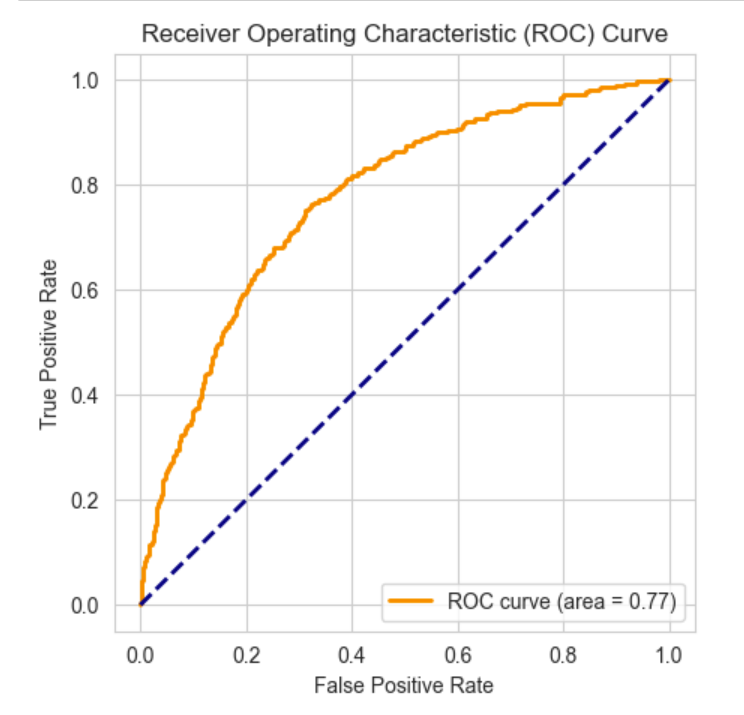 Receiver Operating Characteristic (ROC) Curve
1.0
0.8
0.6
0.4
0.2
0.0
True Positive Rate
ROC curve (area = 0.77)
0.0 0.2 0.4 0.6 0.8 1.0
False Positive Rate